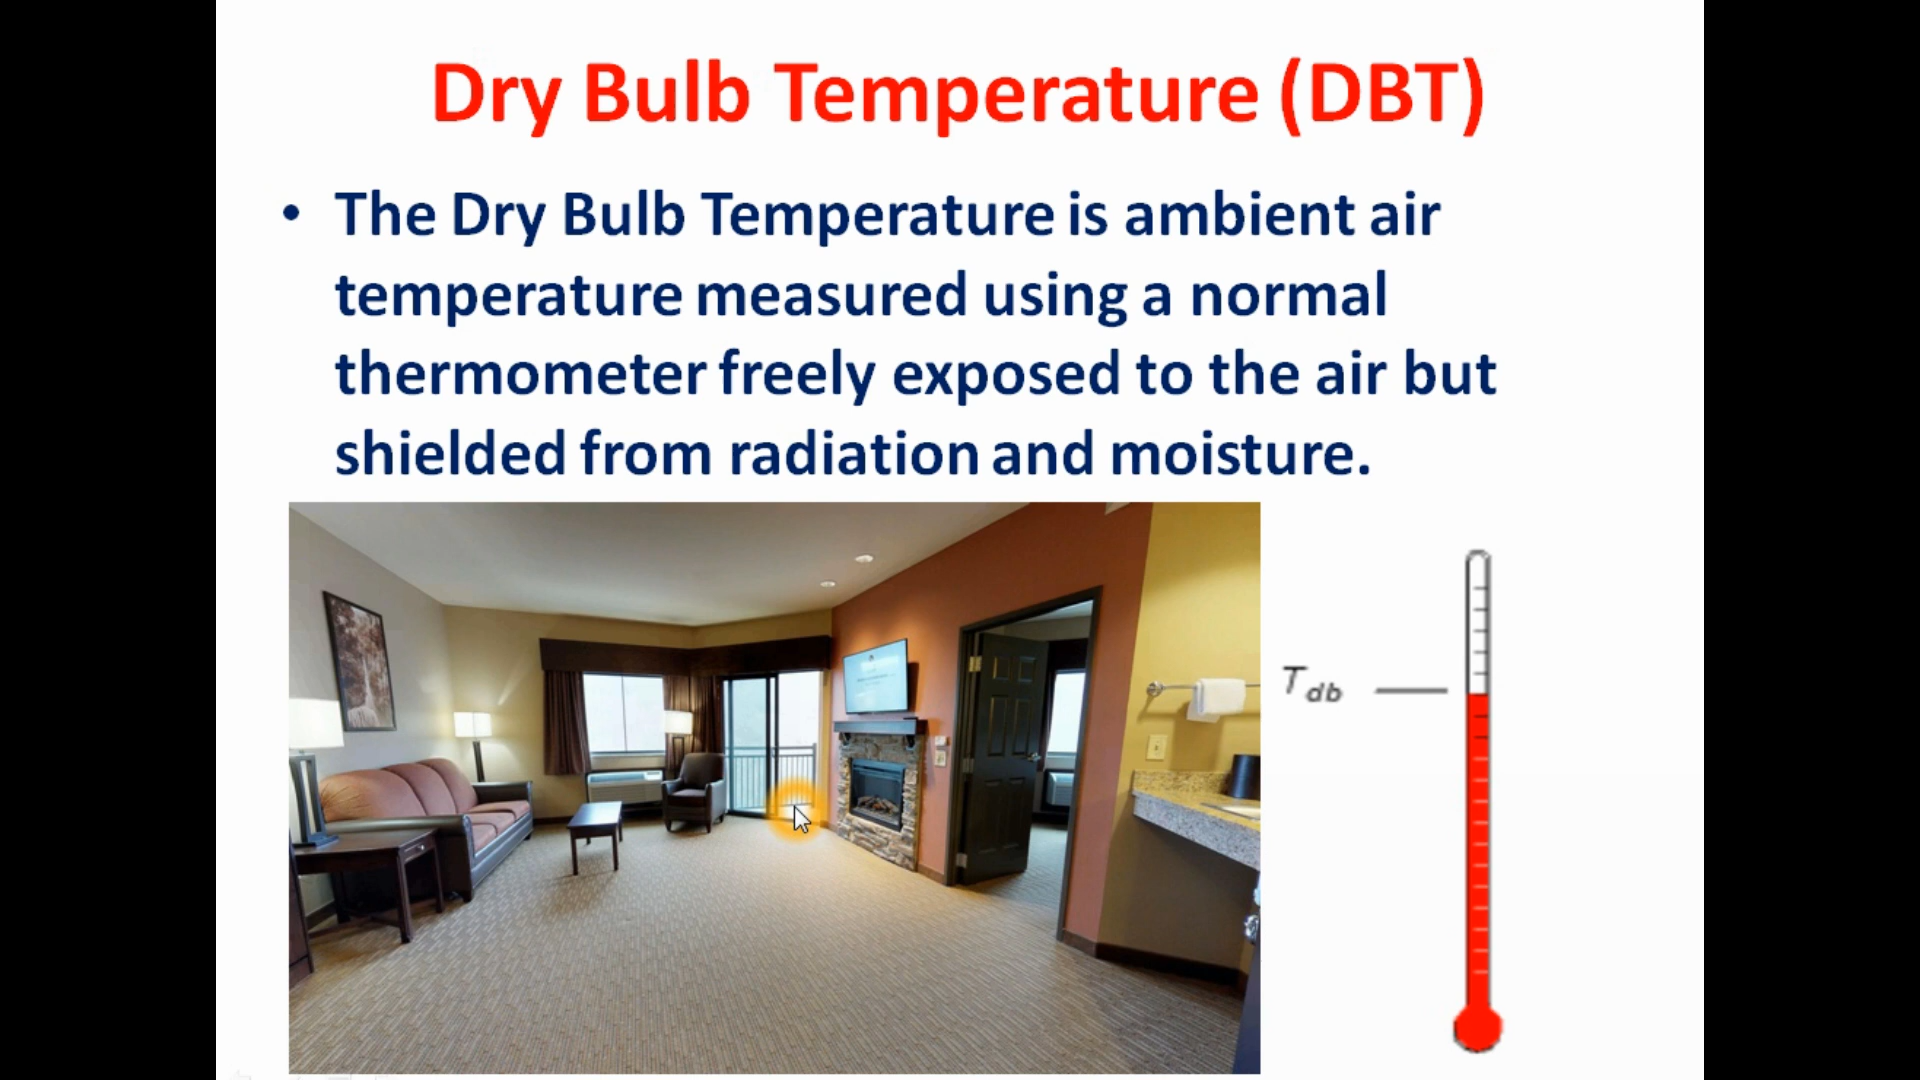 Dry Bulb Temperature (DBT)
• The Dry Bulb Temperature is ambient air
temperature measured using a normal
thermometer freely exposed to the air but
shielded from radiation and moisture.
T db